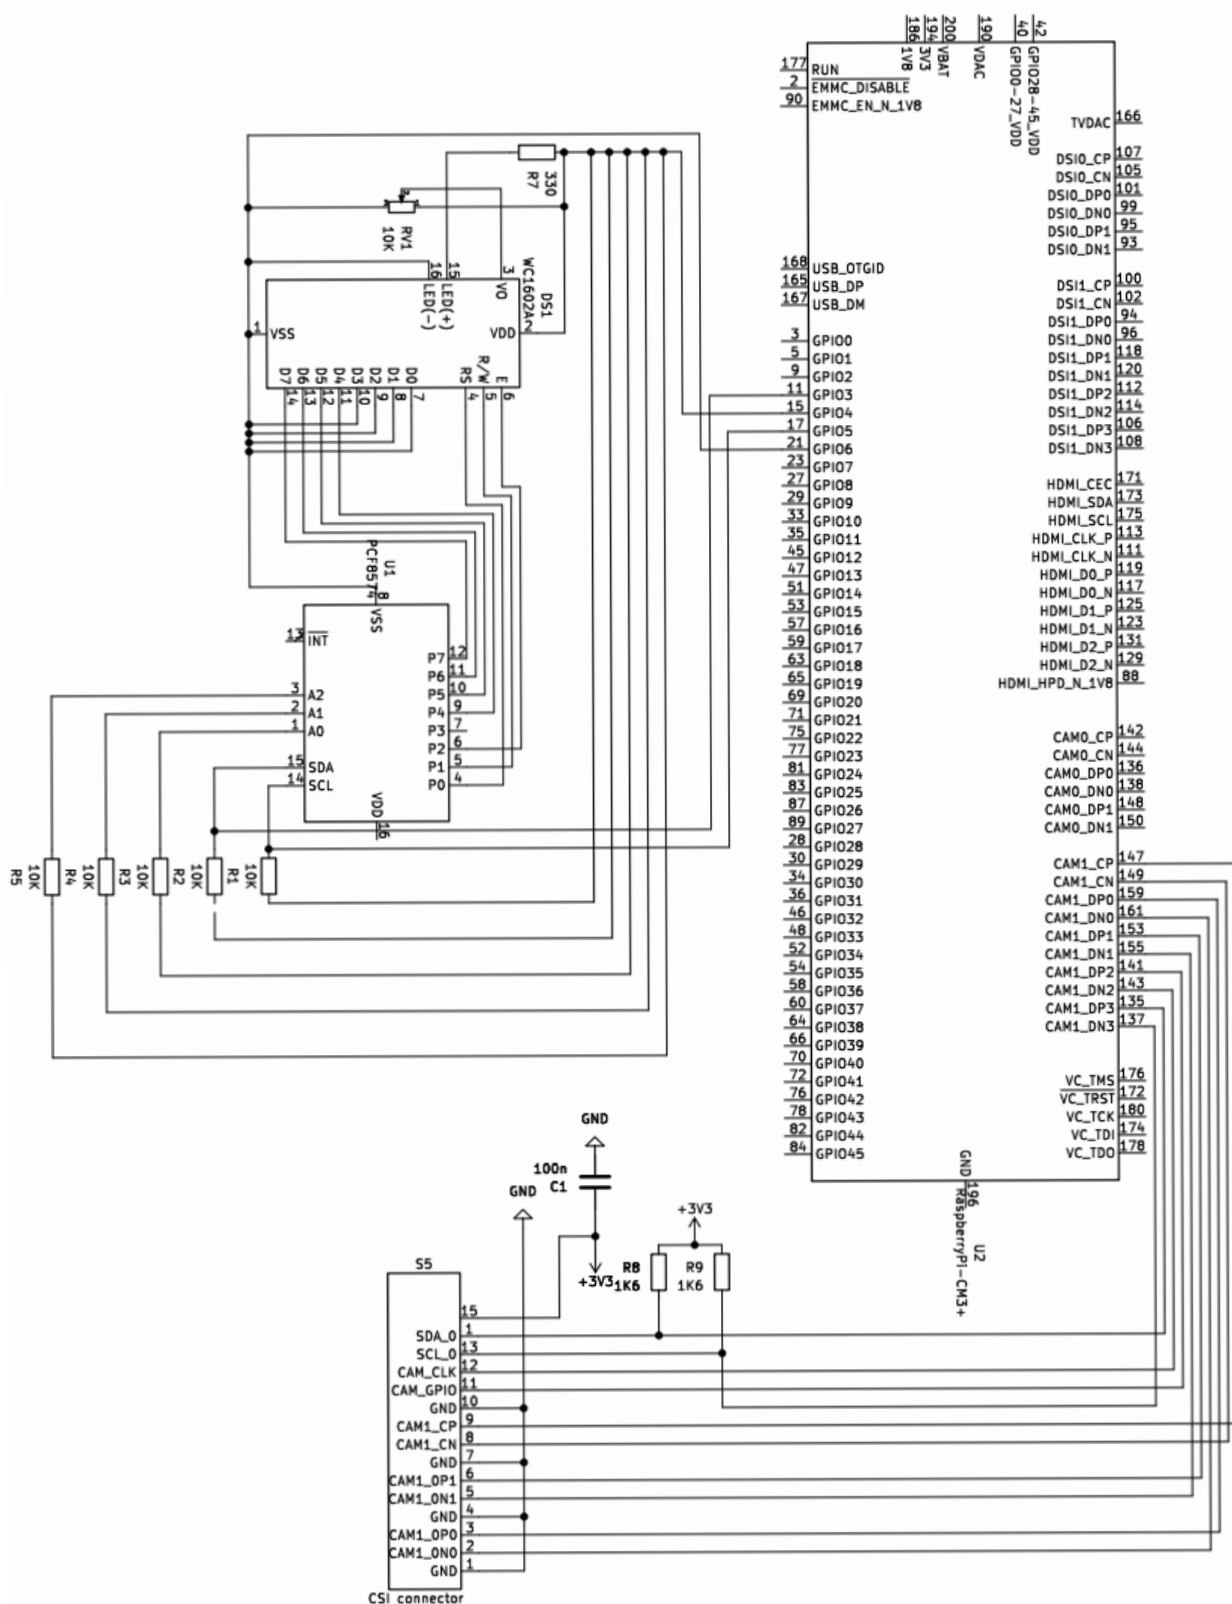 186 1V8
194 3V3
200 VBAT
190 VDAC
40 GPIO0-27_VDD
42 GPIO28-45_VDD
177 RUN
2 EMMC_DISABLE
90 EMMC_EN_N_1V8
168 USB_OTGID
165 USB_DP
167 USB_DM
3 GPIO0
5 GPIO1
9 GPIO2
11 GPIO3
15 GPIO4
17 GPIO5
21 GPIO6
23 GPIO7
27 GPIO8
29 GPIO9
33 GPIO10
35 GPIO11
45 GPIO12
47 GPIO13
51 GPIO14
53 GPIO15
57 GPIO16
59 GPIO17
63 GPIO18
65 GPIO19
69 GPIO20
71 GPIO21
75 GPIO22
77 GPIO23
81 GPIO24
83 GPIO25
87 GPIO26
89 GPIO27
28 GPIO28
30 GPIO29
34 GPIO30
36 GPIO31
46 GPIO32
48 GPIO33
52 GPIO34
54 GPIO35
58 GPIO36
60 GPIO37
64 GPIO38
66 GPIO39
70 GPIO40
72 GPIO41
76 GPIO42
78 GPIO43
82 GPIO44
84 GPIO45
TVDAC 166
DSI0_CP 107
DSI0_CN 105
DSI0_DP0 101
DSI0_DN0 99
DSI0_DP1 95
DSI0_DN1 93
DSI1_CP 100
DSI1_CN 102
DSI1_DP0 94
DSI1_DN0 96
DSI1_DP1 118
DSI1_DN1 120
DSI1_DP2 112
DSI1_DN2 114
DSI1_DP3 106
DSI1_DN3 108
HDMI_CEC 171
HDMI_SDA 173
HDMI_SCL 175
HDMI_CLK_P 113
HDMI_CLK_N 111
HDMI_D0_P 119
HDMI_D0_N 117
HDMI_D1_P 125
HDMI_D1_N 123
HDMI_D2_P 131
HDMI_D2_N 129
HDMI_HPD_N_1V8 88
CAM0_CP 142
CAM0_CN 144
CAM0_DP0 136
CAM0_DN0 138
CAM0_DP1 148
CAM0_DN1 150
CAM1_CP 147
CAM1_CN 149
CAM1_DP0 159
CAM1_DN0 161
CAM1_DP1 153
CAM1_DN1 155
CAM1_DP2 141
CAM1_DN2 143
CAM1_DP3 135
CAM1_DN3 137
VC_TMS 176
VC_TRST 172
VC_TCK 180
VC_TDI 174
VC_TDO 178
GND 196
RaspberryPi-CM3+
U2
330
R7
RV1
10K
16 LED(-)
15 LED(+)
3 VO
WC1602A
DS1
1 VSS
VDD 2
D7 14
D6 13
D5 12
D4 11
D3 10
D2 9
D1 8
D0 7
RS 4
R/W 5
E 6
U1
PCF8574
8 VSS
13 INT
3 A2
2 A1
1 A0
15 SDA
14 SCL
P7 12
P6 11
P5 10
P4 9
P3 7
P2 6
P1 5
P0 4
VDD 16
R5
10K
R4
10K
R3
10K
R2
10K
R1
10K
GND
100n
C1
GND
+3V3
+3V3
R8
1K6
R9
1K6
S5
15
SDA_0 1
SCL_0 13
CAM_CLK 12
CAM_GPIO 11
GND 10
CAM1_CP 9
CAM1_CN 8
GND 7
CAM1_0P1 6
CAM1_0N1 5
GND 4
CAM1_0P0 3
CAM1_0N0 2
GND 1
CSI connector